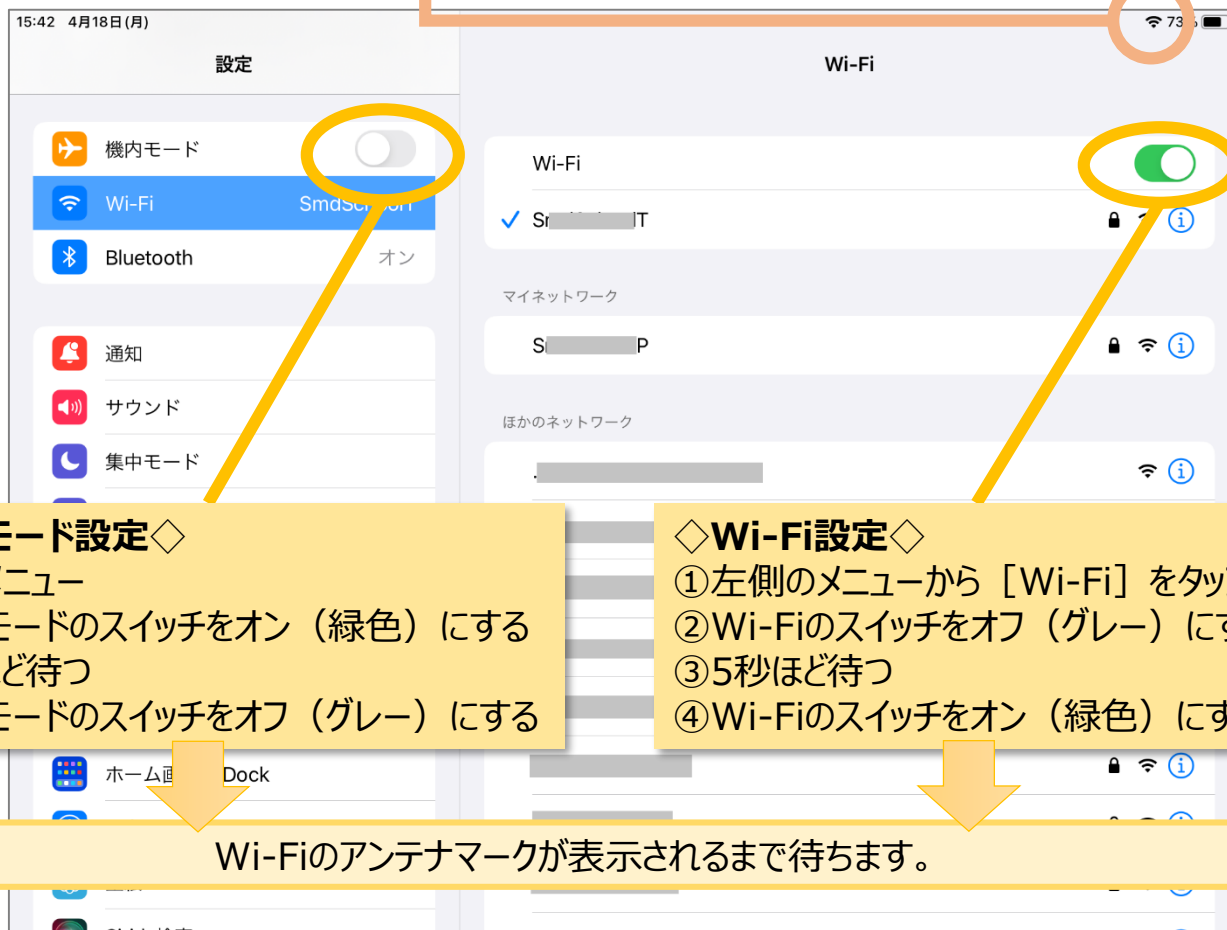 15:42 4月18日(月)
73
設定
Wi-Fi
機内モード
Wi-Fi
Bluetooth
オン
通知
サウンド
集中モード
Wi-Fi
マイネットワーク
ほかのネットワーク
モード設定◇
メニュー
モードのスイッチをオン（緑色）にする
ど待つ
モードのスイッチをオフ（グレー）にする
◇Wi-Fi設定◇
①左側のメニューから［Wi-Fi］をタッ
②Wi-Fiのスイッチをオフ（グレー）にす
③5秒ほど待つ
④Wi-Fiのスイッチをオン（緑色）にす
ホーム画
Dock
Wi-Fiのアンテナマークが表示されるまで待ちます。